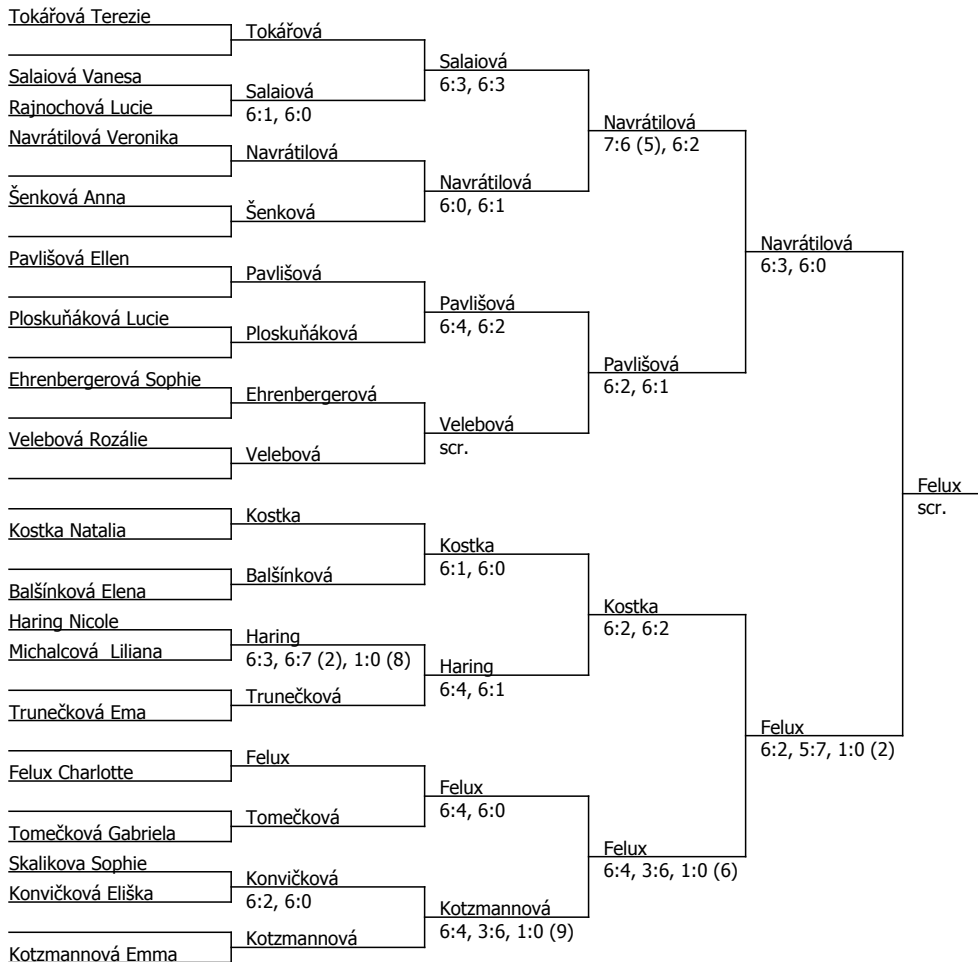 Tokářová Terezie
Salaiová Vanesa
Rajnochová Lucie
Navrátilová Veronika
Šenková Anna
Pavlišová Ellen
Ploskuňáková Lucie
Ehrenbergerová Sophie
Velebová Rozálie
Kostka Natalia
Balšínková Elena
Haring Nicole
Michalcová  Liliana
Trunečková Ema
Felux Charlotte
Tomečková Gabriela
Skalikova Sophie
Konvičková Eliška
Kotzmannová Emma
Tokářová
Salaiová
6:1, 6:0
Navrátilová
Šenková
Pavlišová
Ploskuňáková
Ehrenbergerová
Velebová
Kostka
Balšínková
Haring
6:3, 6:7 (2), 1:0 (8)
Trunečková
Felux
Tomečková
Konvičková
6:2, 6:0
Kotzmannová
Salaiová
6:3, 6:3
Navrátilová
6:0, 6:1
Pavlišová
6:4, 6:2
Velebová
scr.
Kostka
6:1, 6:0
Haring
6:4, 6:1
Felux
6:4, 6:0
Kotzmannová
6:4, 3:6, 1:0 (9)
Navrátilová
7:6 (5), 6:2
Pavlišová
6:2, 6:1
Kostka
6:2, 6:2
Felux
6:4, 3:6, 1:0 (6)
Navrátilová
6:3, 6:0
Felux
6:2, 5:7, 1:0 (2)
Felux
scr.